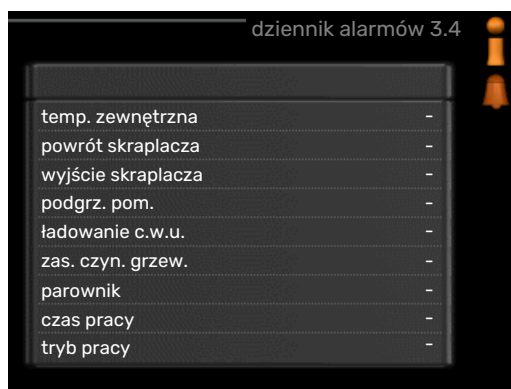 dziennik alarmów 3.4
temp. zewnętrzna -
powrót skraplacza -
wyjście skraplacza -
podgrz. pom. -
ładowanie c.w.u. -
zas. czyn. grzew. -
parownik -
czas pracy -
tryb pracy -